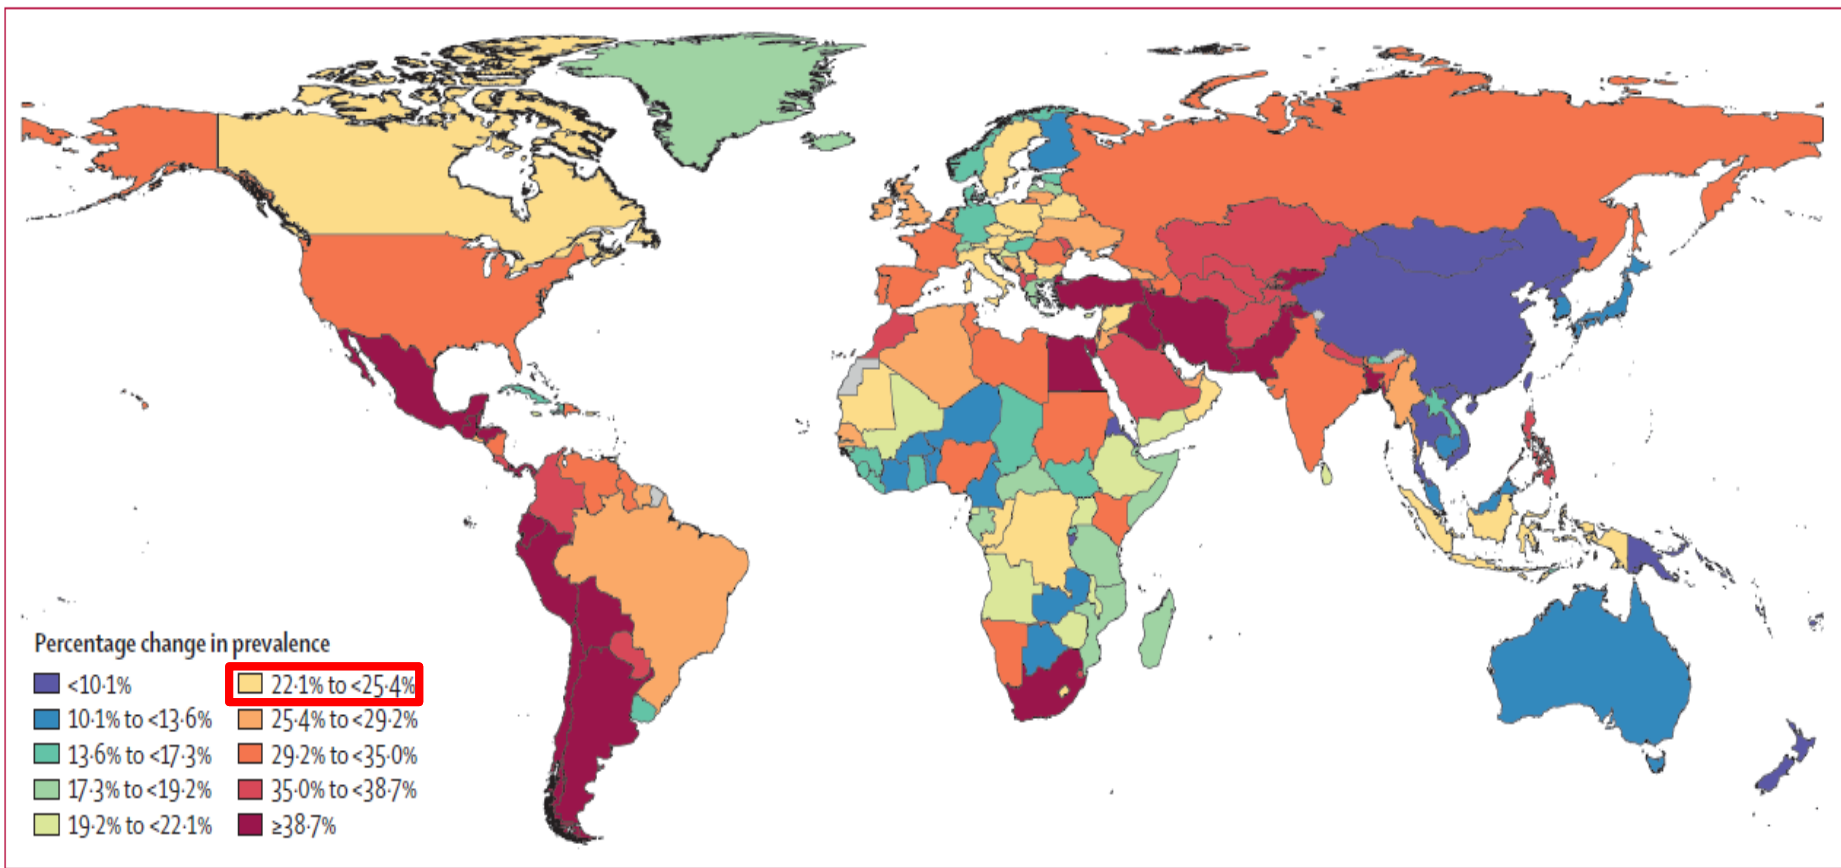 Percentage change in prevalence
<10·1%
10·1% to <13·6%
13·6% to <17·3%
17·3% to <19·2%
19·2% to <22·1%
22·1% to <25·4%
25·4% to <29·2%
29·2% to <35·0%
35·0% to <38·7%
≥38·7%